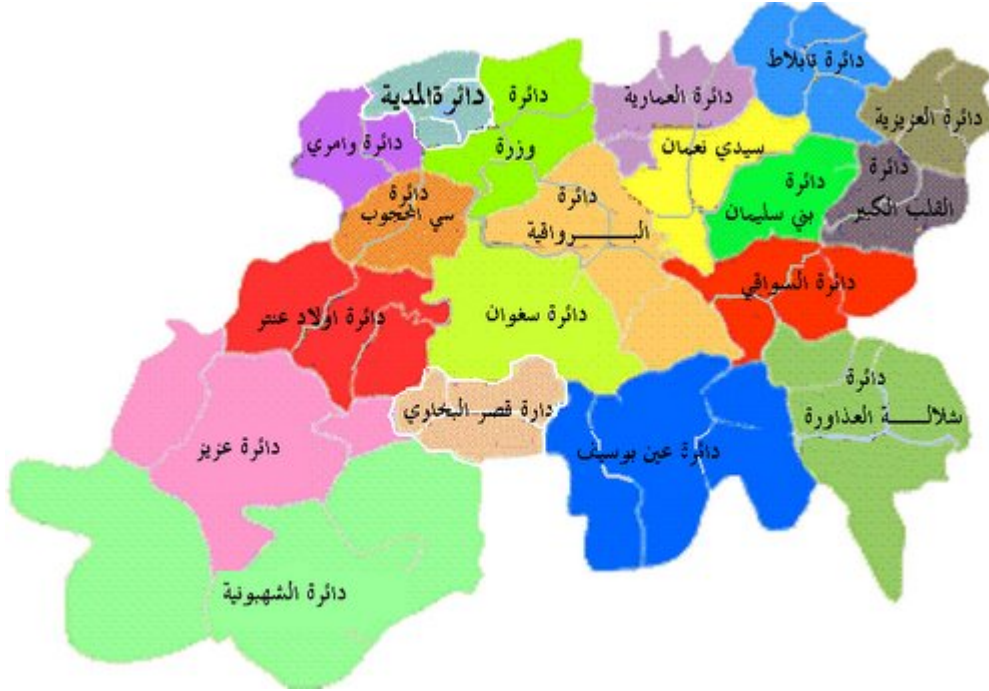 دائرة تابلاط
دائرة العمارية
دائرة
وزرة
دائرة المدية
دائرة العزيزية
سيدي نعمان
دائرة وامري
دائرة
القلب الكبير
دائرة
بني سليمان
دائرة
سي المحجوب
دائرة
البـــــرواقية
دائرة السواقي
دائرة سغوان
دائرة اولاد عنتر
دائرة
شلالـــــة العذاورة
دارة قصر البخاري
دائرة عزيز
دائرة عين بوسيف
دائرة الشهبونية